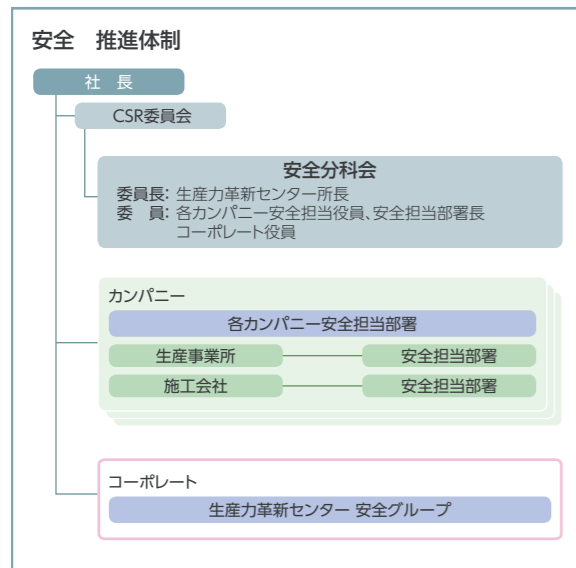 安全　推進体制
社　長
CSR委員会
安全分科会
委員長：生産力革新センター所長
委　員：各カンパニー安全担当役員、安全担当部署長
コーポレート役員
カンパニー
各カンパニー安全担当部署
生産事業所 安全担当部署
施工会社 安全担当部署
コーポレート
生産力革新センター 安全グループ